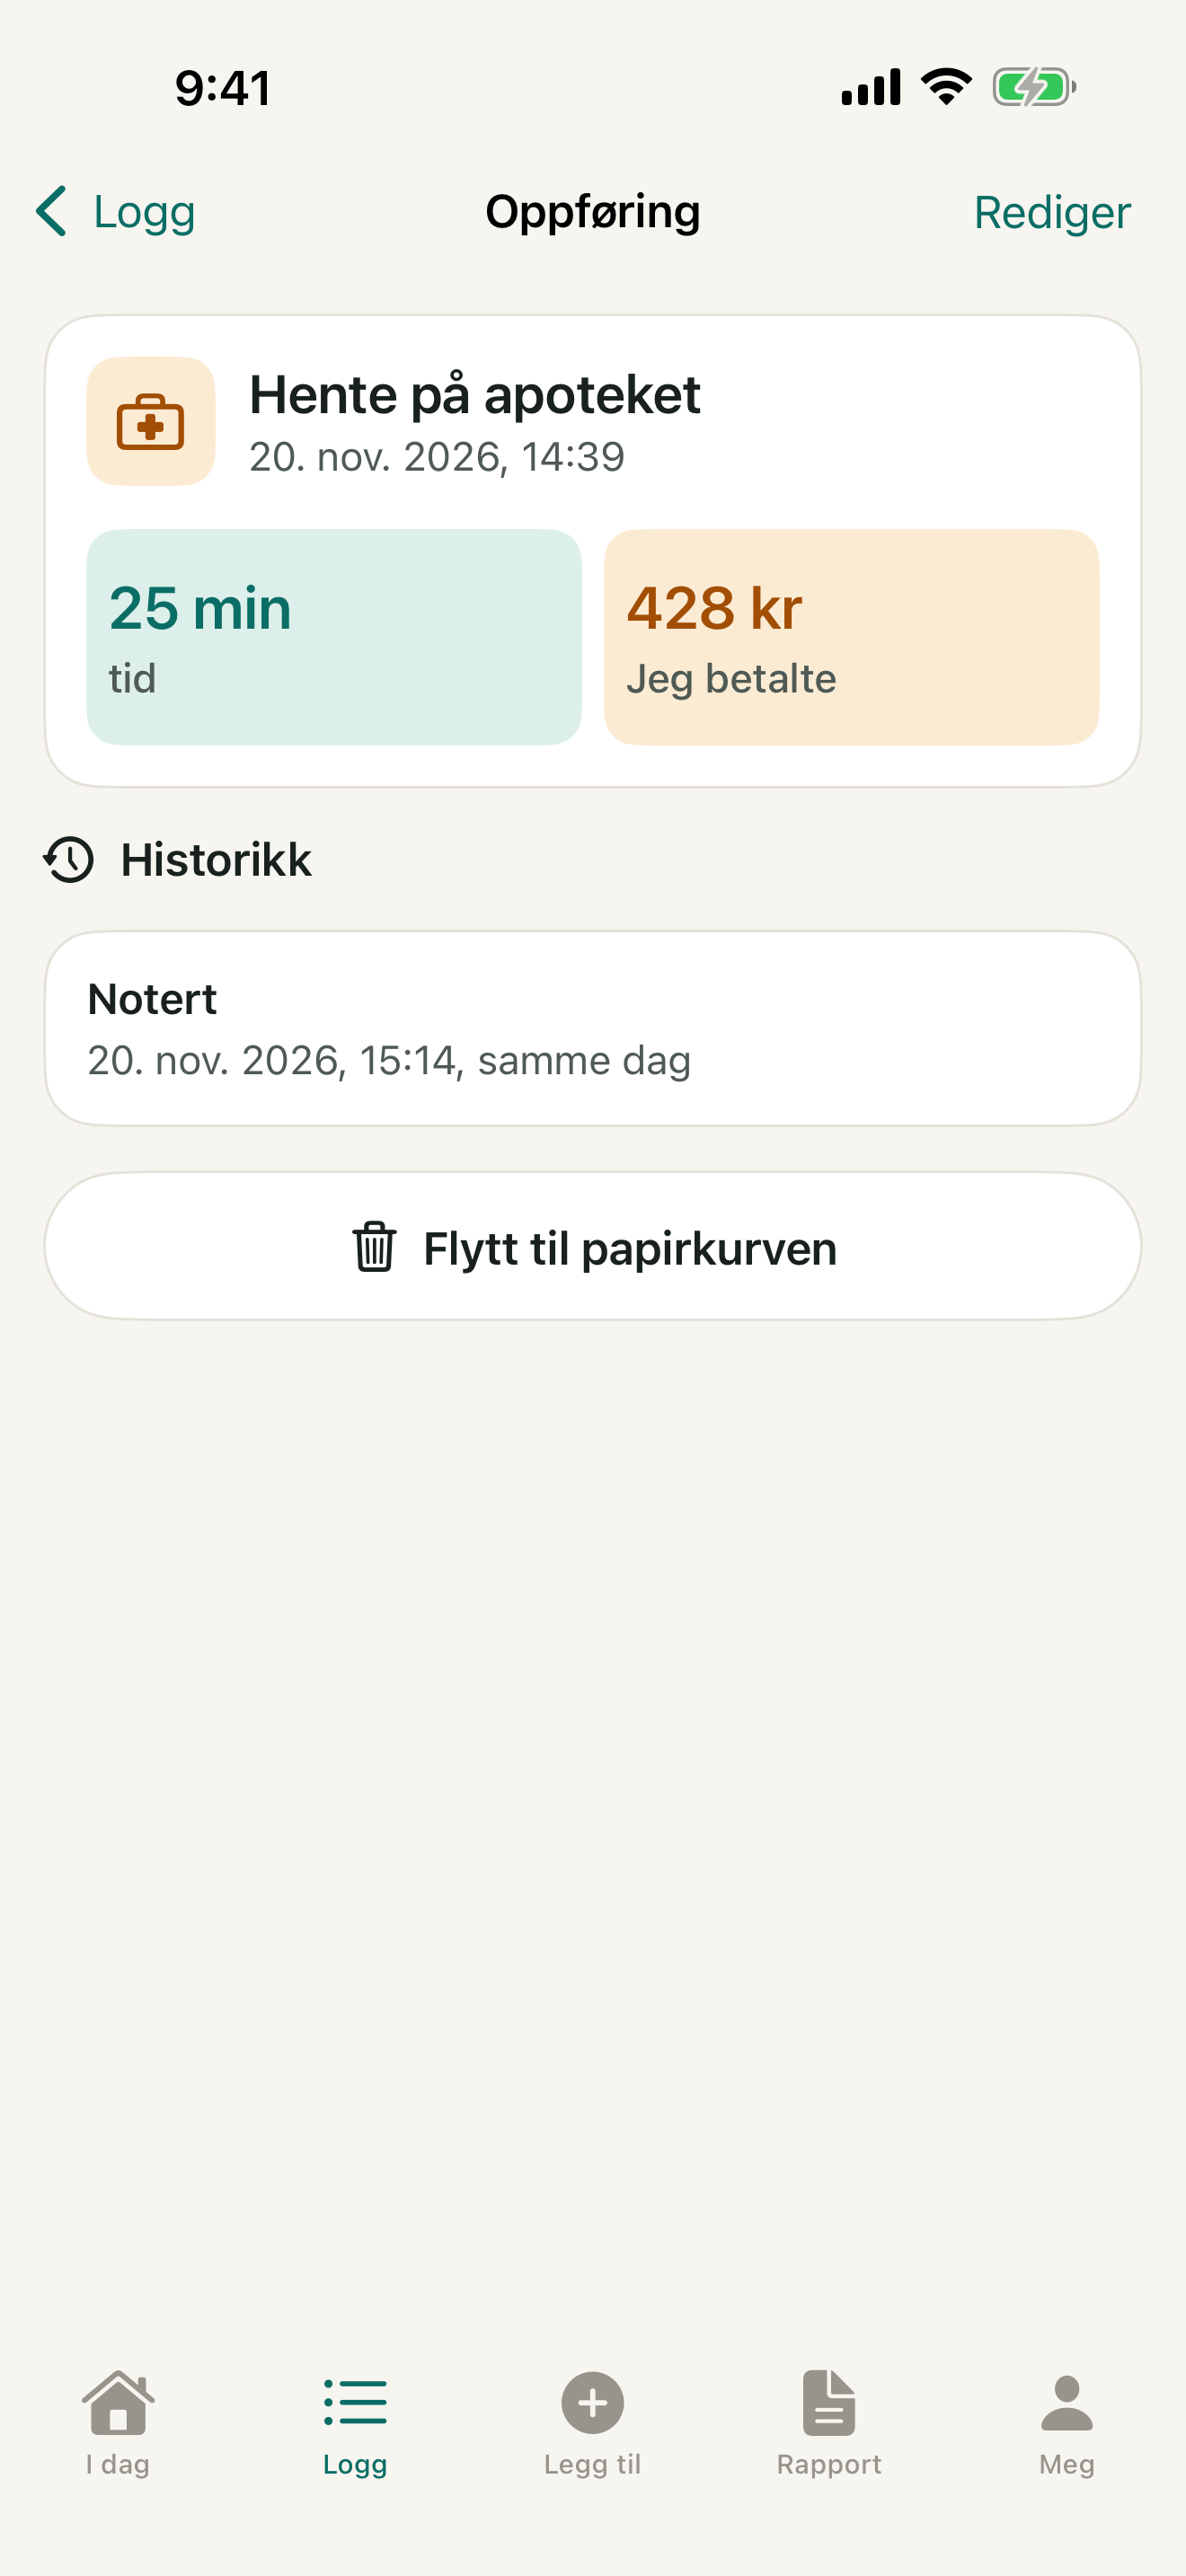 9:41
Logg
Oppføring
Rediger
Hente på apoteket
20. nov. 2026, 14:39
25 min
tid
428 kr
Jeg betalte
Historikk
Notert
20. nov. 2026, 15:14, samme dag
Flytt til papirkurven
I dag
Logg
Legg til
Rapport
Meg